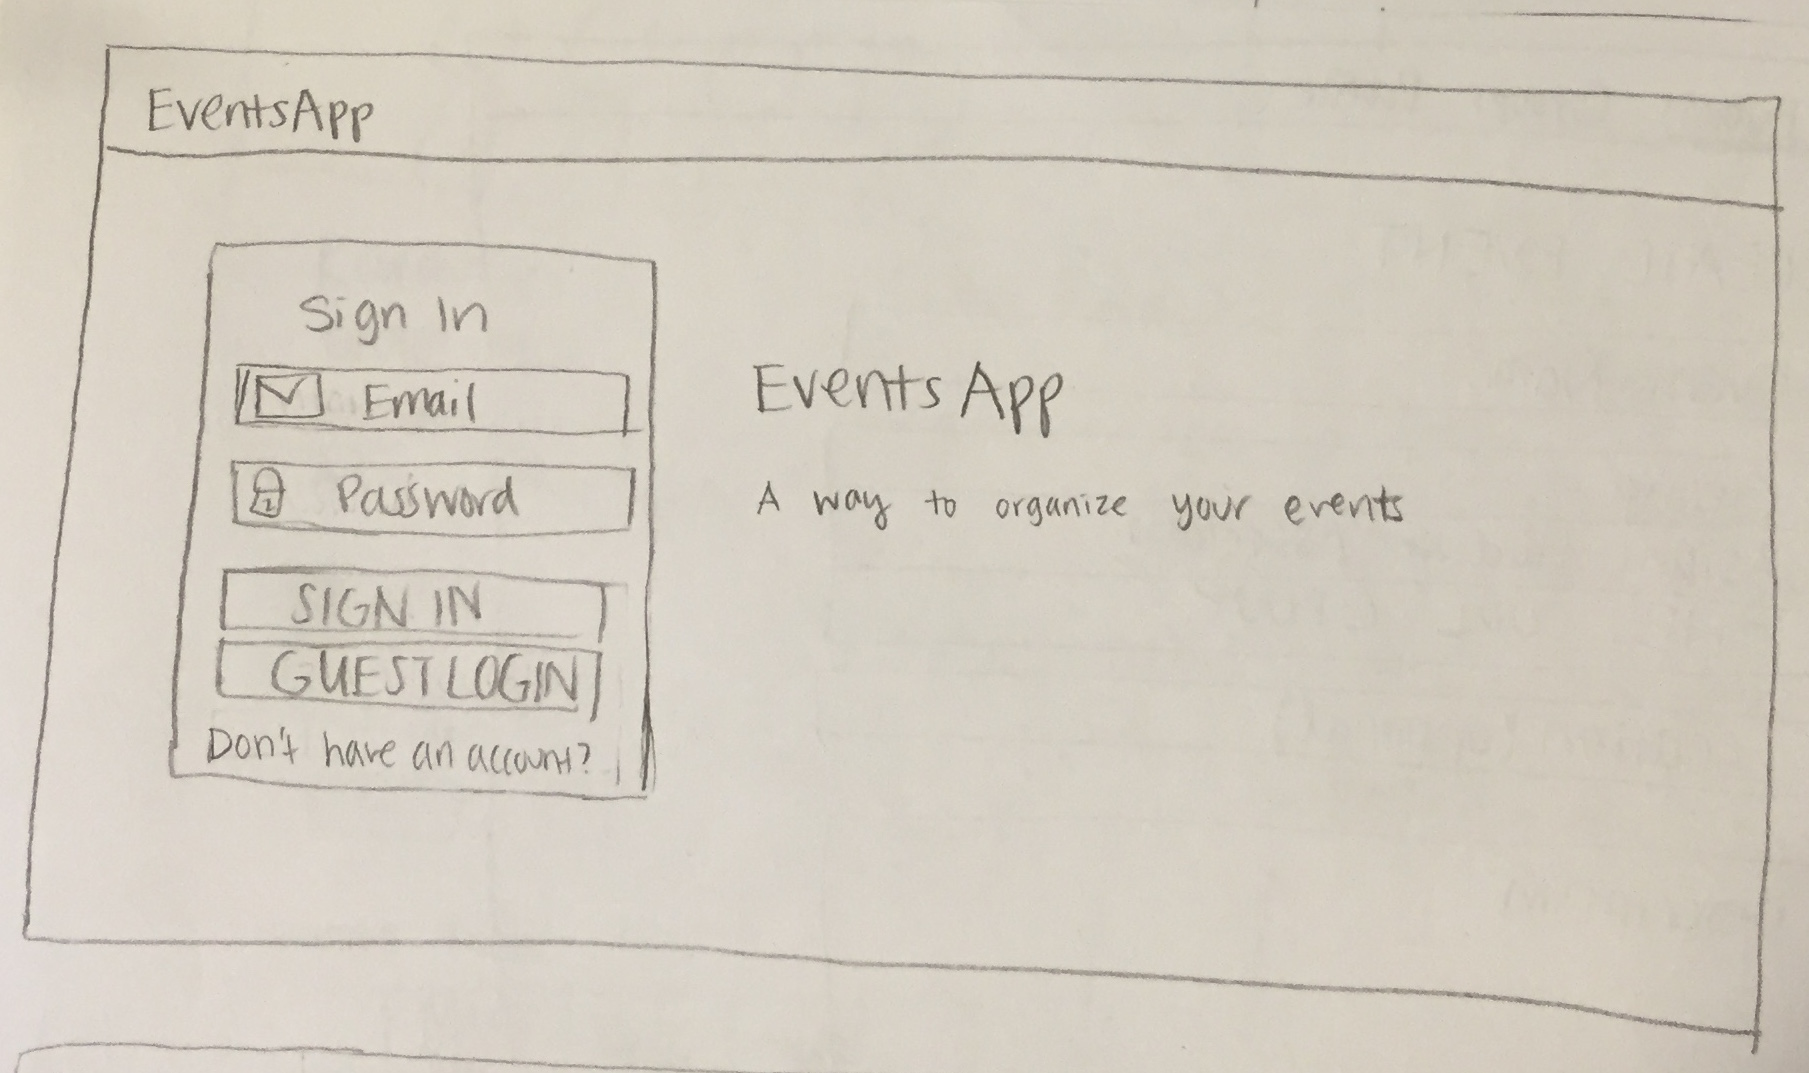 EventsApp
Sign In
Email
Password
SIGN IN
GUEST LOGIN
Don't have an account?
Events App
A way to organize your events